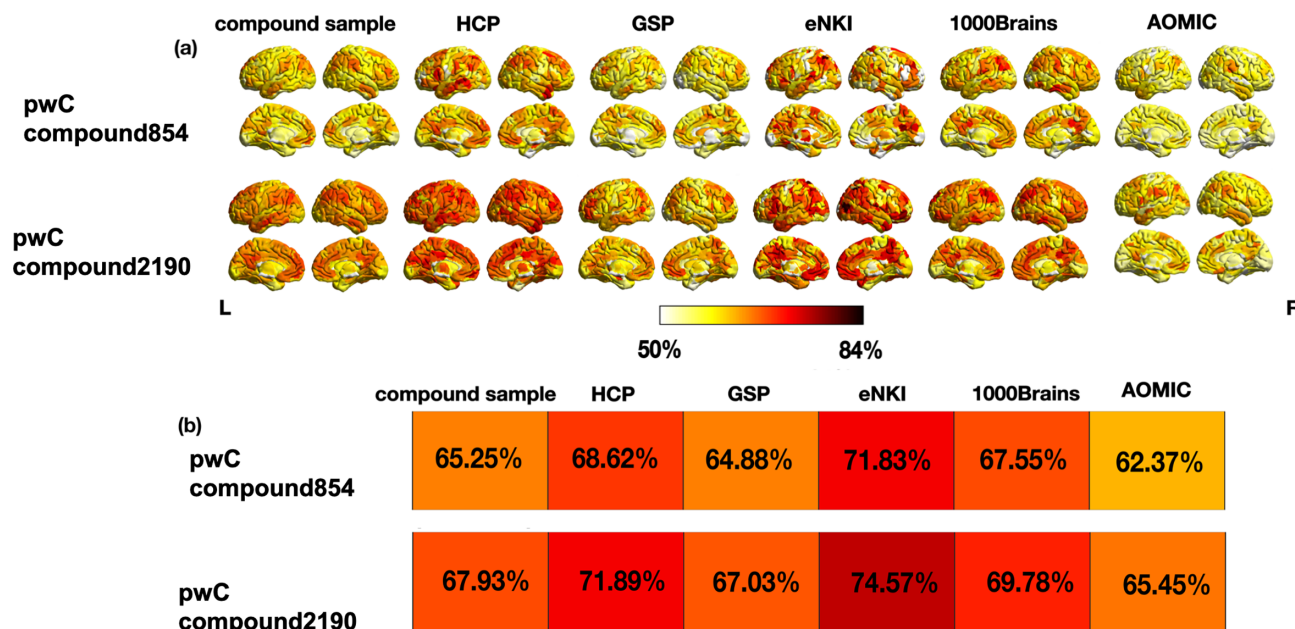 compound sample HCP GSP eNKI 1000Brains AOMIC
(a)
pwC
compound854
pwC
compound2190
L
50% 84%
compound sample HCP GSP eNKI 1000Brains AOMIC
(b)
pwC
compound854
65.25% 68.62% 64.88% 71.83% 67.55% 62.37%
pwC
compound2190
67.93% 71.89% 67.03% 74.57% 69.78% 65.45%